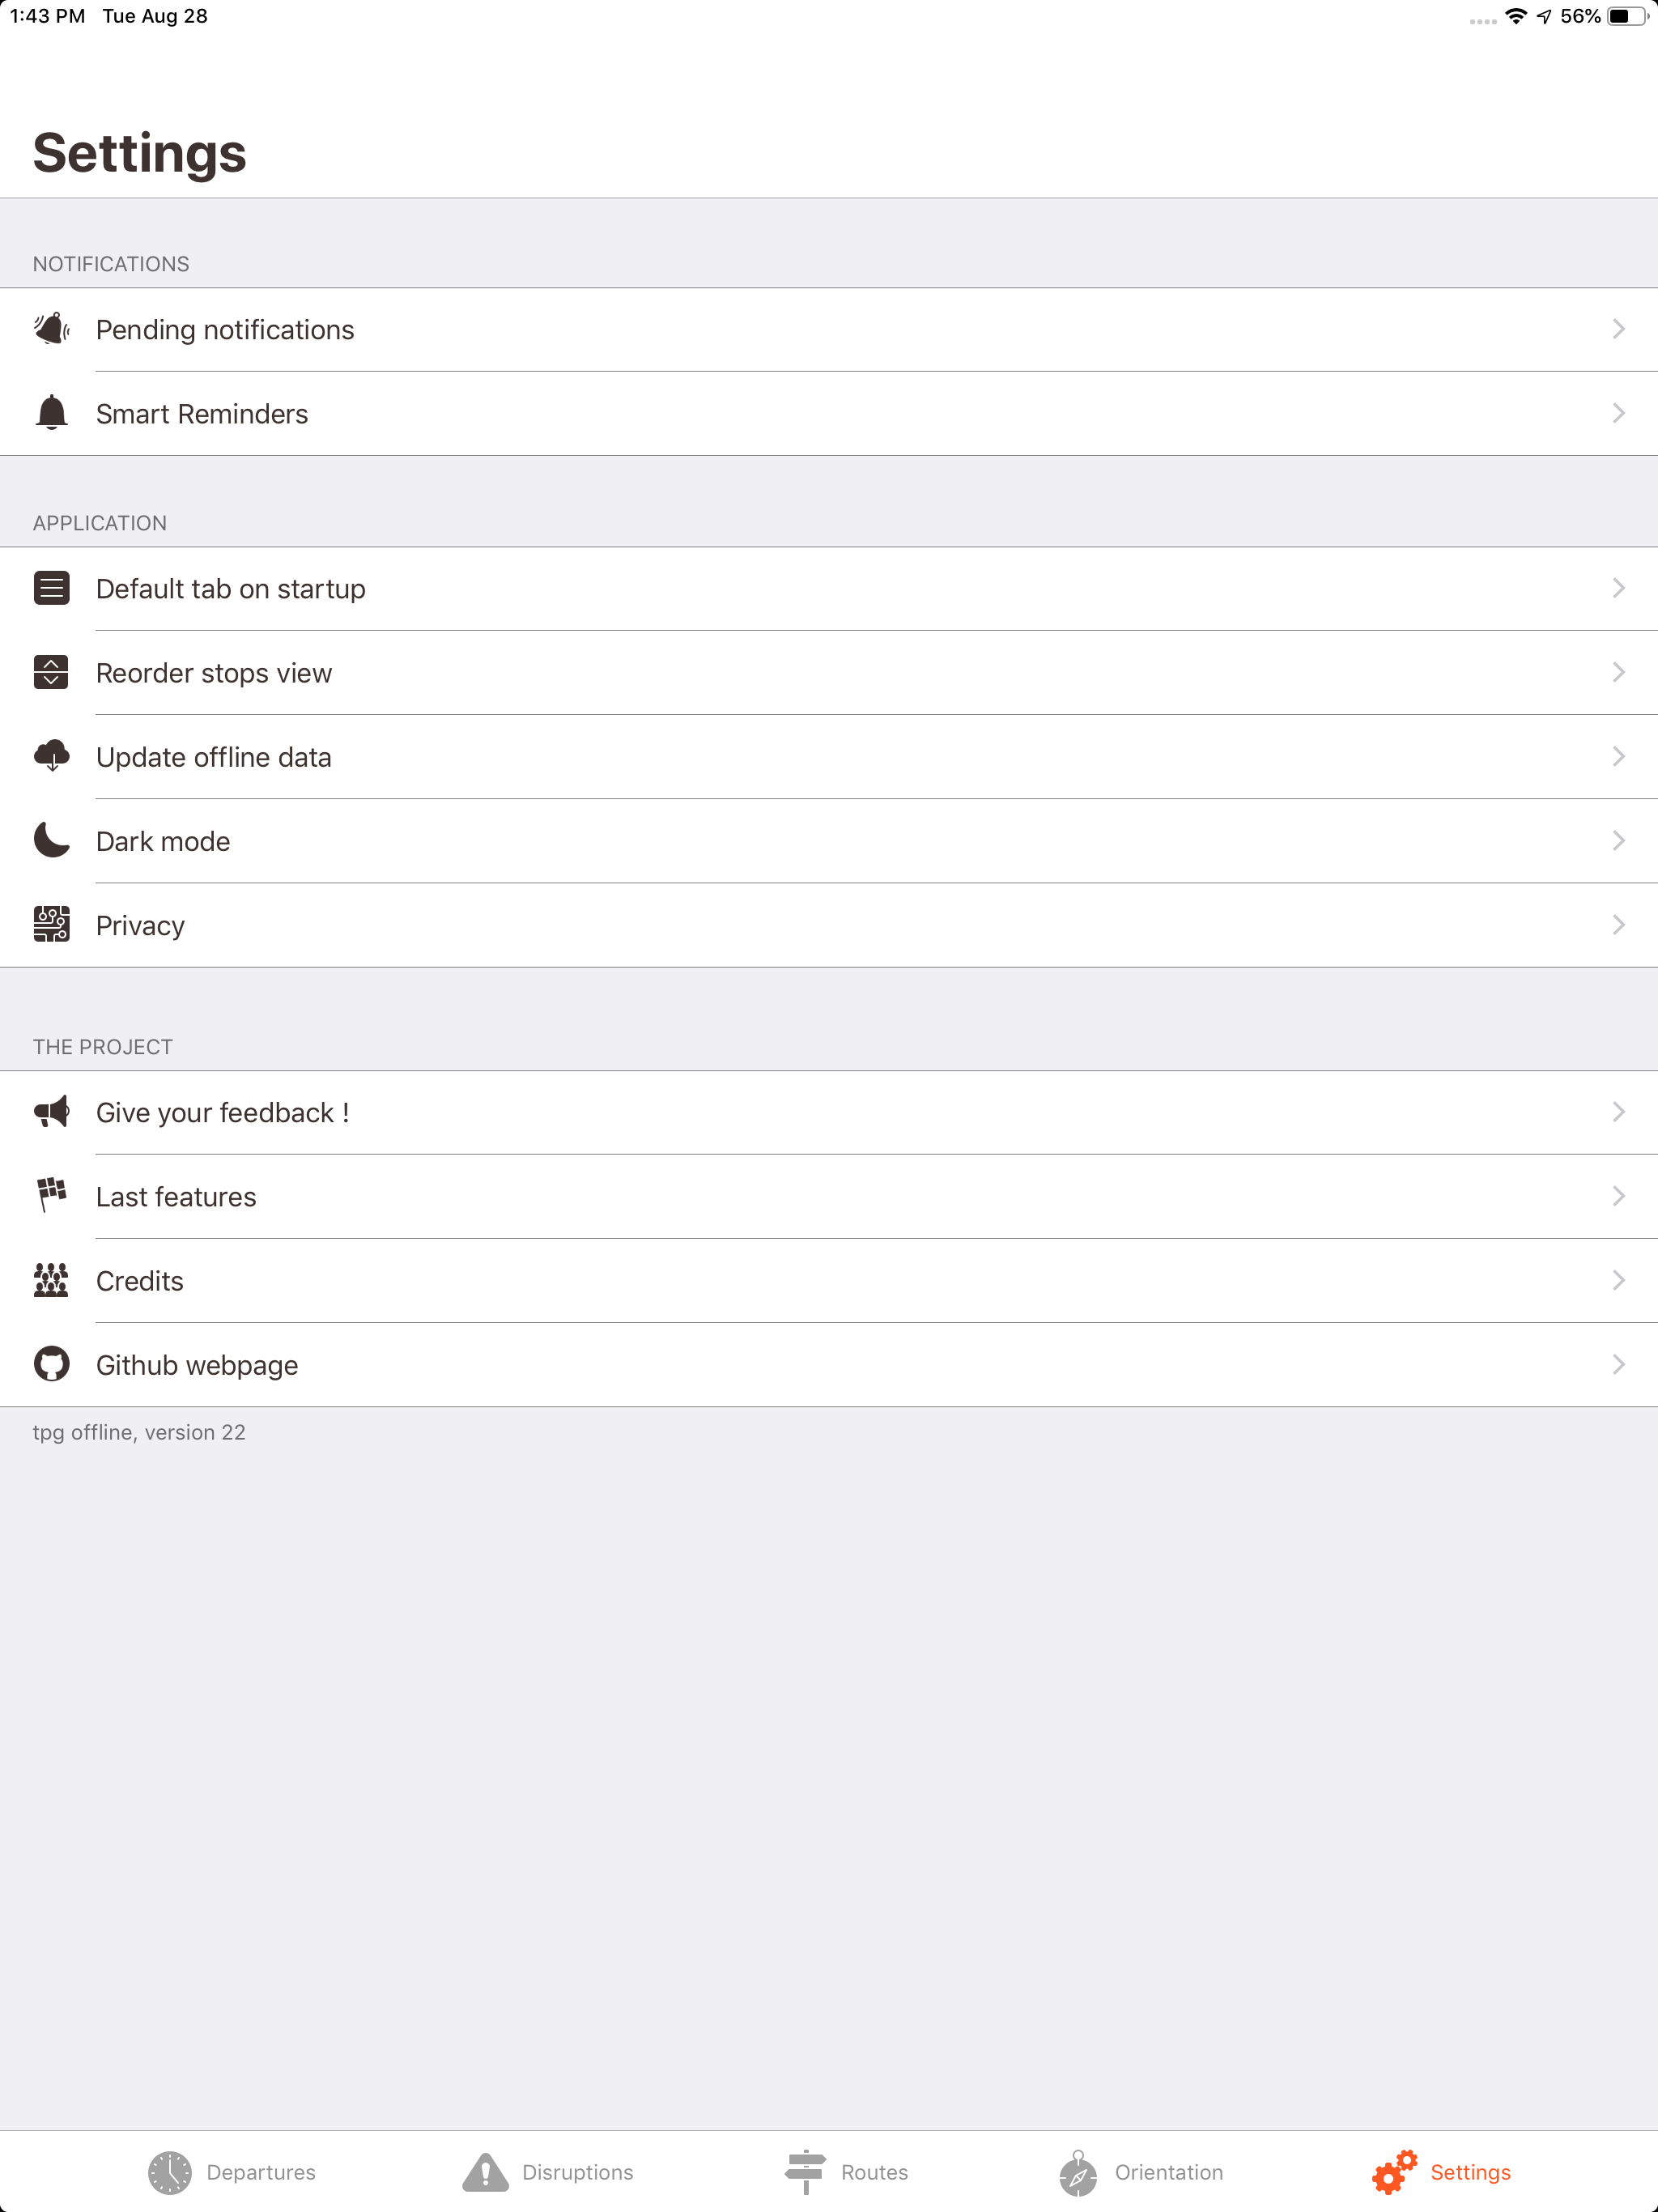 1:43 PM Tue Aug 28 56%
Settings
NOTIFICATIONS
Pending notifications
Smart Reminders
APPLICATION
Default tab on startup
Reorder stops view
Update offline data
Dark mode
Privacy
THE PROJECT
Give your feedback !
Last features
Credits
Github webpage
tpg offline, version 22
Departures Disruptions Routes Orientation Settings